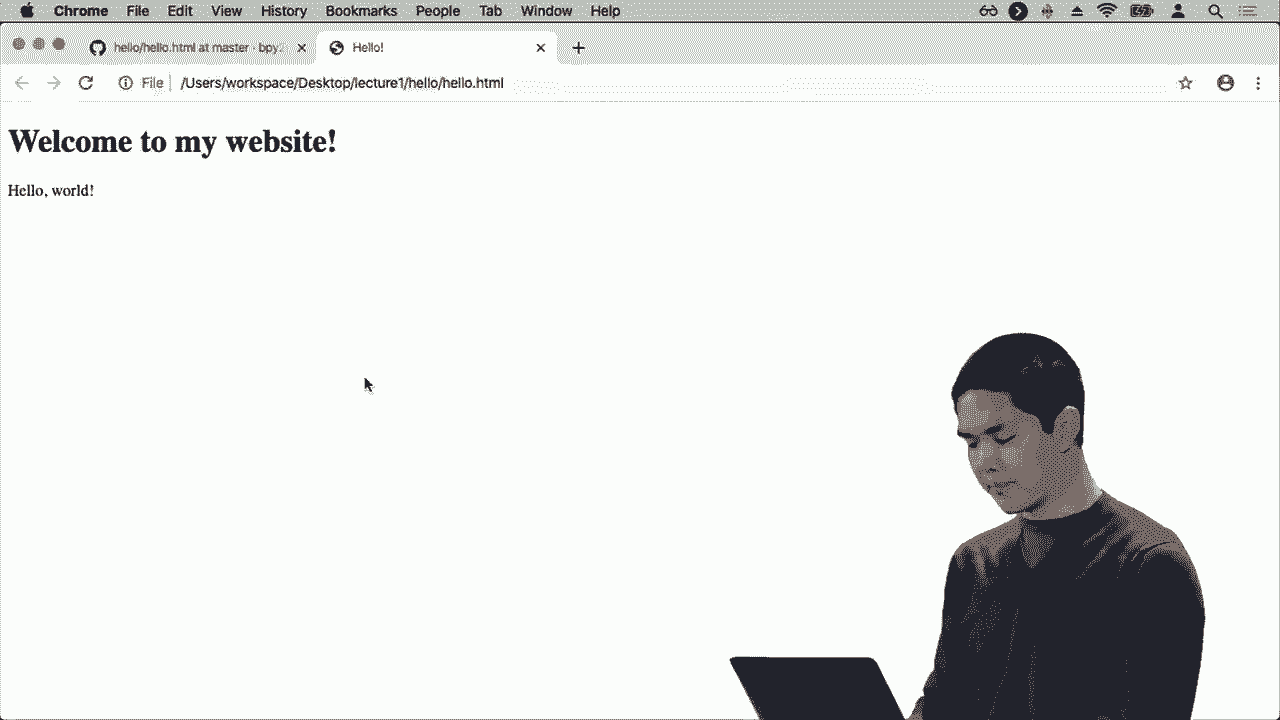 Chrome File Edit View History Bookmarks People Tab Window Help
hello/hello.html at master · bpy
Hello!
File /Users/workspace/Desktop/lecture1/hello/hello.html
Welcome to my website!
Hello, world!